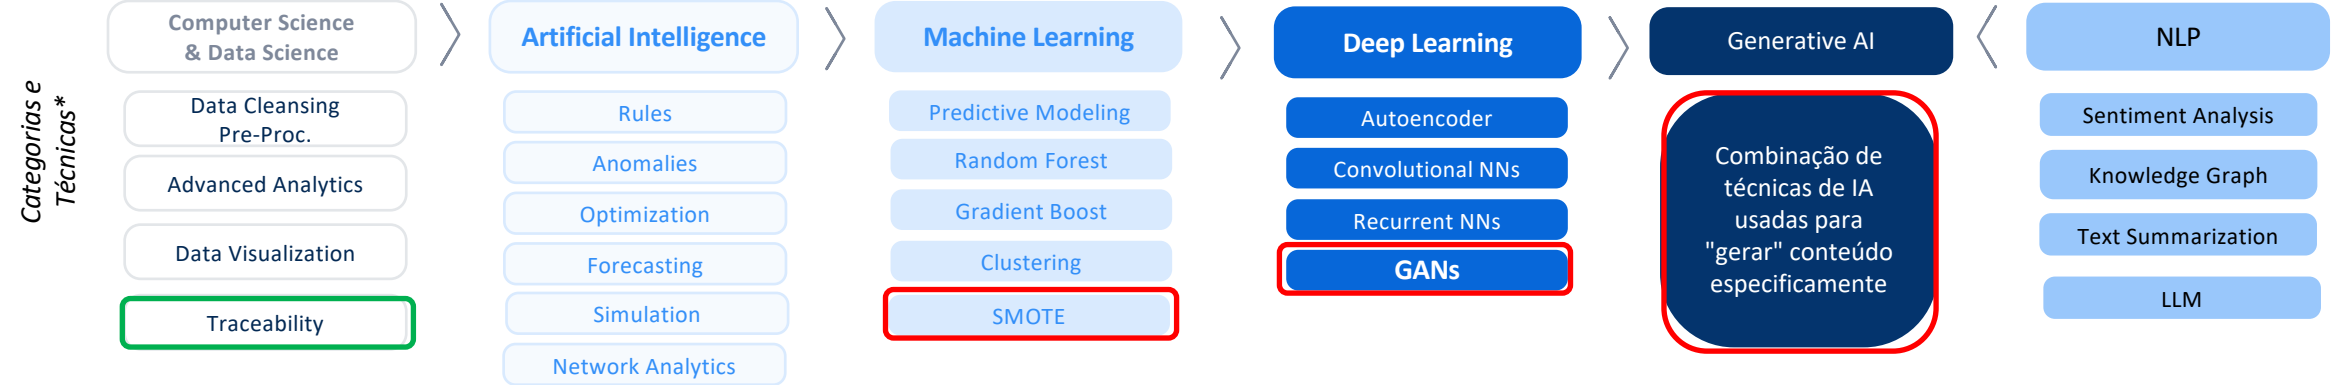 Categorias e
Técnicas*
Computer Science
& Data Science
Data Cleansing
Pre-Proc.
Advanced Analytics
Data Visualization
Traceability
Artificial Intelligence
Rules
Anomalies
Optimization
Forecasting
Simulation
Network Analytics
Machine Learning
Predictive Modeling
Random Forest
Gradient Boost
Clustering
SMOTE
Deep Learning
Autoencoder
Convolutional NNs
Recurrent NNs
GANs
Generative AI
Combinação de
técnicas de IA
usadas para
"gerar" conteúdo
especificamente
NLP
Sentiment Analysis
Knowledge Graph
Text Summarization
LLM